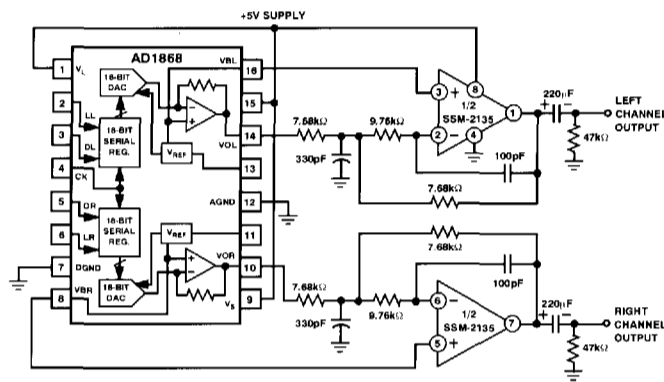 +5V SUPPLY
AD1868
1
VL
18-BIT
DAC
VBL
16
2
LL
15
3
DL
18-BIT
SERIAL
REG.
VOL
14
4
CK
VREF
13
5
DR
18-BIT
SERIAL
REG.
AGND
12
6
LR
VREF
11
7
DGND
VOR
10
8
VBR
18-BIT
DAC
VS
9
7.68kΩ
9.76kΩ
330pF
3
+
8
1/2
SSM-2135
1
2
−
4
100pF
7.68kΩ
220µF
+
−
47kΩ
LEFT
CHANNEL
OUTPUT
7.68kΩ
7.68kΩ
9.76kΩ
330pF
100pF
6
−
1/2
SSM-2135
7
5
+
220µF
+
−
47kΩ
RIGHT
CHANNEL
OUTPUT